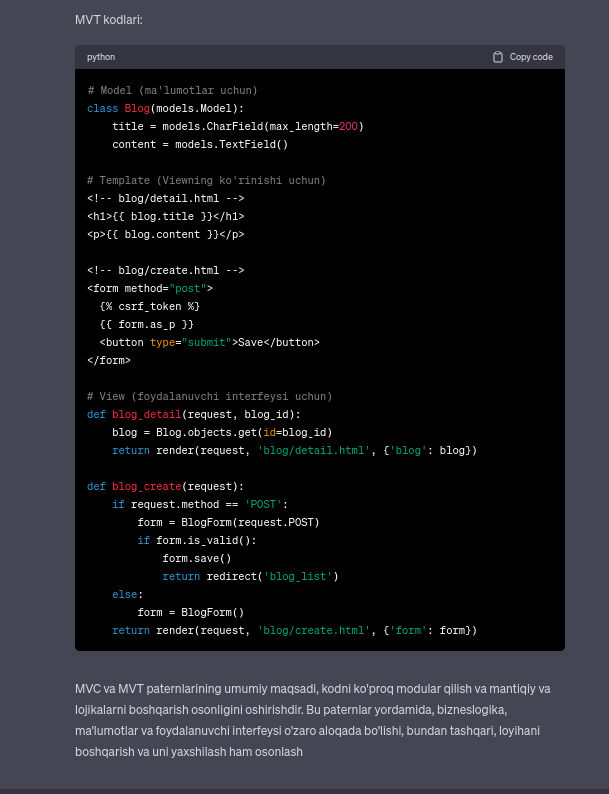 MVT kodlari:
python Copy code
# Model (ma'lumotlar uchun)
class Blog(models.Model):
    title = models.CharField(max_length=200)
    content = models.TextField()
# Template (Viewning ko'rinishi uchun)
<!-- blog/detail.html -->
<h1>{{ blog.title }}</h1>
<p>{{ blog.content }}</p>
<!-- blog/create.html -->
<form method="post">
  {% csrf_token %}
  {{ form.as_p }}
  <button type="submit">Save</button>
</form>
# View (foydalanuvchi interfeysi uchun)
def blog_detail(request, blog_id):
    blog = Blog.objects.get(id=blog_id)
    return render(request, 'blog/detail.html', {'blog': blog})
def blog_create(request):
    if request.method == 'POST':
        form = BlogForm(request.POST)
        if form.is_valid():
            form.save()
            return redirect('blog_list')
    else:
        form = BlogForm()
    return render(request, 'blog/create.html', {'form': form})
MVC va MVT paternlarining umumiy maqsadi, kodni ko'proq modular qilish va mantiqiy va
lojikalarni boshqarish osonligini oshirishdir. Bu paternlar yordamida, bizneslogika,
ma'lumotlar va foydalanuvchi interfeysi o'zaro aloqada bo'lishi, bundan tashqari, loyihani
boshqarish va uni yaxshilash ham osonlash